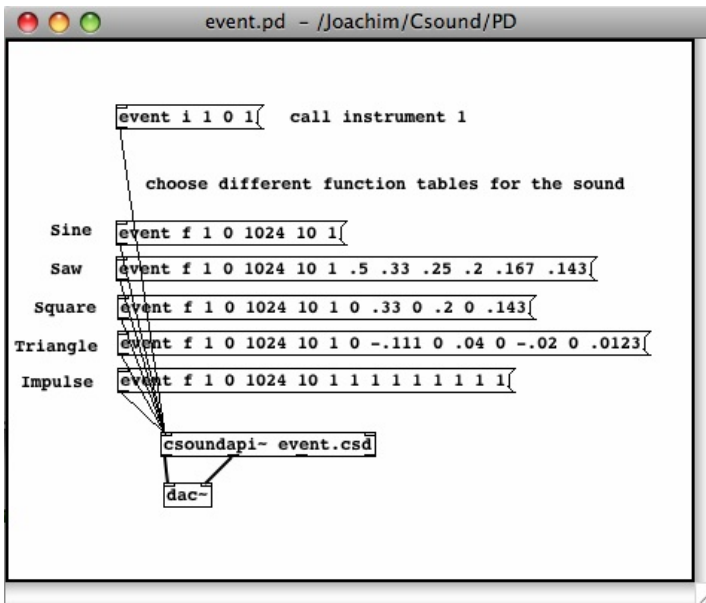 event.pd - /Joachim/Csound/PD
event i 1 0 1
call instrument 1
choose different function tables for the sound
Sine
event f 1 0 1024 10 1
Saw
event f 1 0 1024 10 1 .5 .33 .25 .2 .167 .143
Square
event f 1 0 1024 10 1 0 .33 0 .2 0 .143
Triangle
event f 1 0 1024 10 1 0 -.111 0 .04 0 -.02 0 .0123
Impulse
event f 1 0 1024 10 1 1 1 1 1 1 1 1 1
csoundapi~ event.csd
dac~